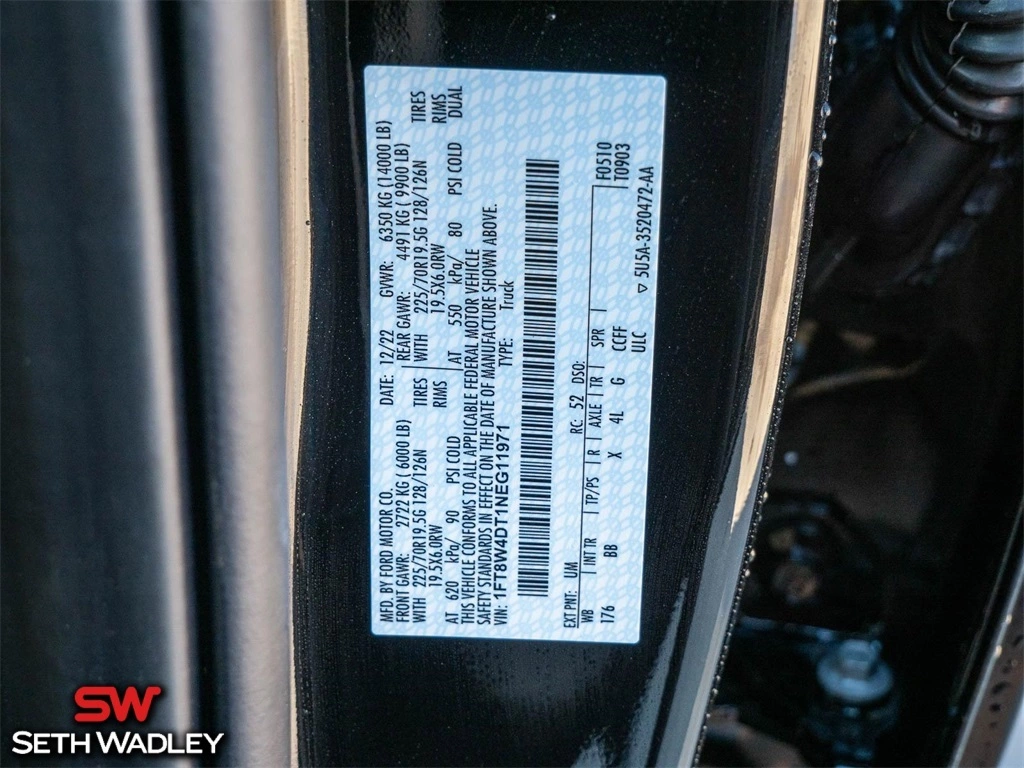 MFD. BY FORD MOTOR CO.
DATE: 12/22 GVWR: 6350 KG (14000 LB)
FRONT GAWR: 2722 KG ( 6000 LB)
REAR GAWR: 4491 KG ( 9900 LB)
WITH 225/70R19.5G 128/126N TIRES
WITH 225/70R19.5G 128/126N TIRES
19.5X6.0RW RIMS
19.5X6.0RW RIMS
AT 620 kPa/ 90 PSI COLD
AT 550 kPa/ 80 PSI COLD DUAL
THIS VEHICLE CONFORMS TO ALL APPLICABLE FEDERAL MOTOR VEHICLE
SAFETY STANDARDS IN EFFECT ON THE DATE OF MANUFACTURE SHOWN ABOVE.
VIN: 1FT8W4DT1NEG11971 TYPE: Truck
EXT PNT: UM RC: 52 DSO:
WB INT TR TP/PS R AXLE TR SPR F0510
176 BB X 4L G CCFF T0903
ULC 5U5A-3520472-AA
SW
SETH WADLEY